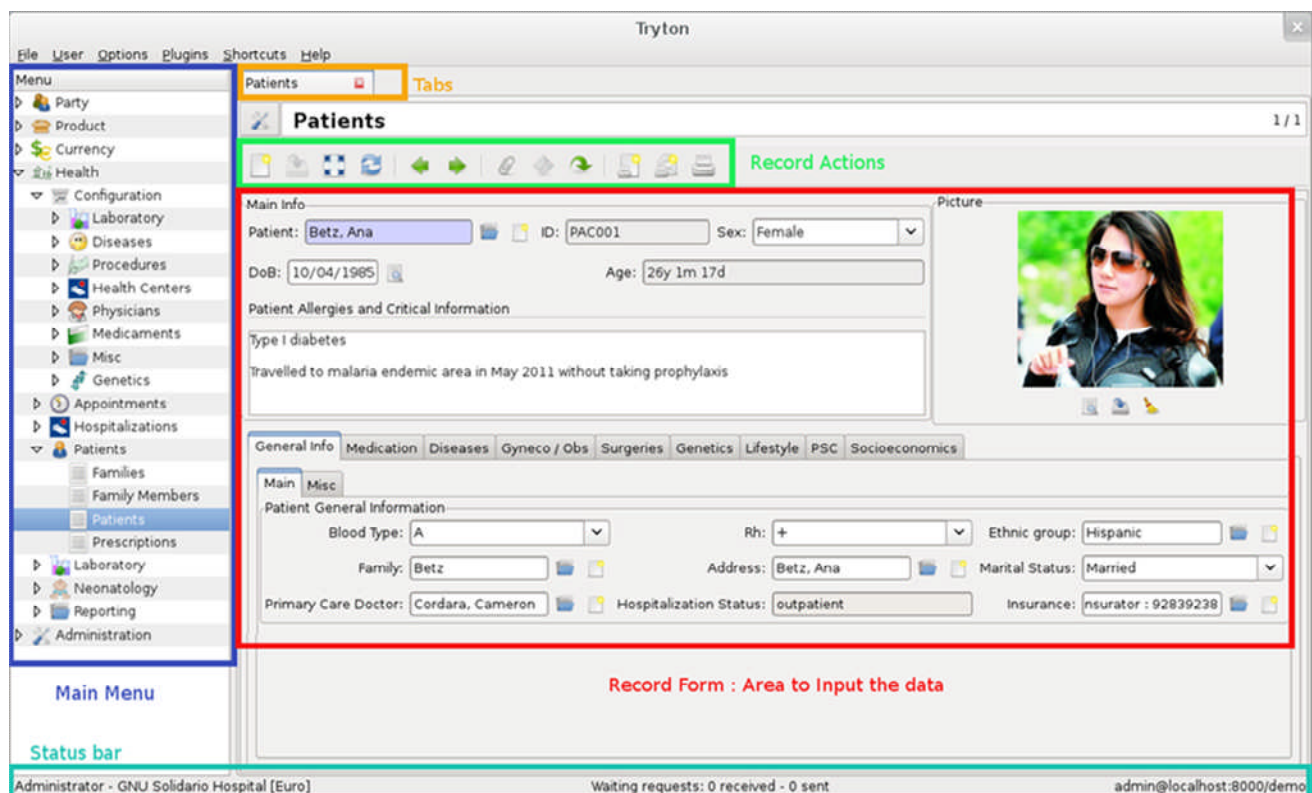 Tryton
File User Options Plugins Shortcuts Help
Menu
Party
Product
Currency
Health
Configuration
Laboratory
Diseases
Procedures
Health Centers
Physicians
Medicaments
Misc
Genetics
Appointments
Hospitalizations
Patients
Families
Family Members
Patients
Prescriptions
Laboratory
Neonatology
Reporting
Administration
Main Menu
Patients
Tabs
Patients 1/1
Record Actions
Main Info
Patient: Betz, Ana ID: PAC001 Sex: Female
DoB: 10/04/1985 Age: 26y 1m 17d
Patient Allergies and Critical Information
Type I diabetes
Travelled to malaria endemic area in May 2011 without taking prophylaxis
Picture
General Info Medication Diseases Gyneco / Obs Surgeries Genetics Lifestyle PSC Socioeconomics
Main Misc
Patient General Information
Blood Type: A Rh: + Ethnic group: Hispanic
Family: Betz Address: Betz, Ana Marital Status: Married
Primary Care Doctor: Cordara, Cameron Hospitalization Status: outpatient Insurance: nsurator : 92839238
Record Form : Area to Input the data
Status bar
Administrator - GNU Solidario Hospital [Euro] Waiting requests: 0 received - 0 sent admin@localhost:8000/demo